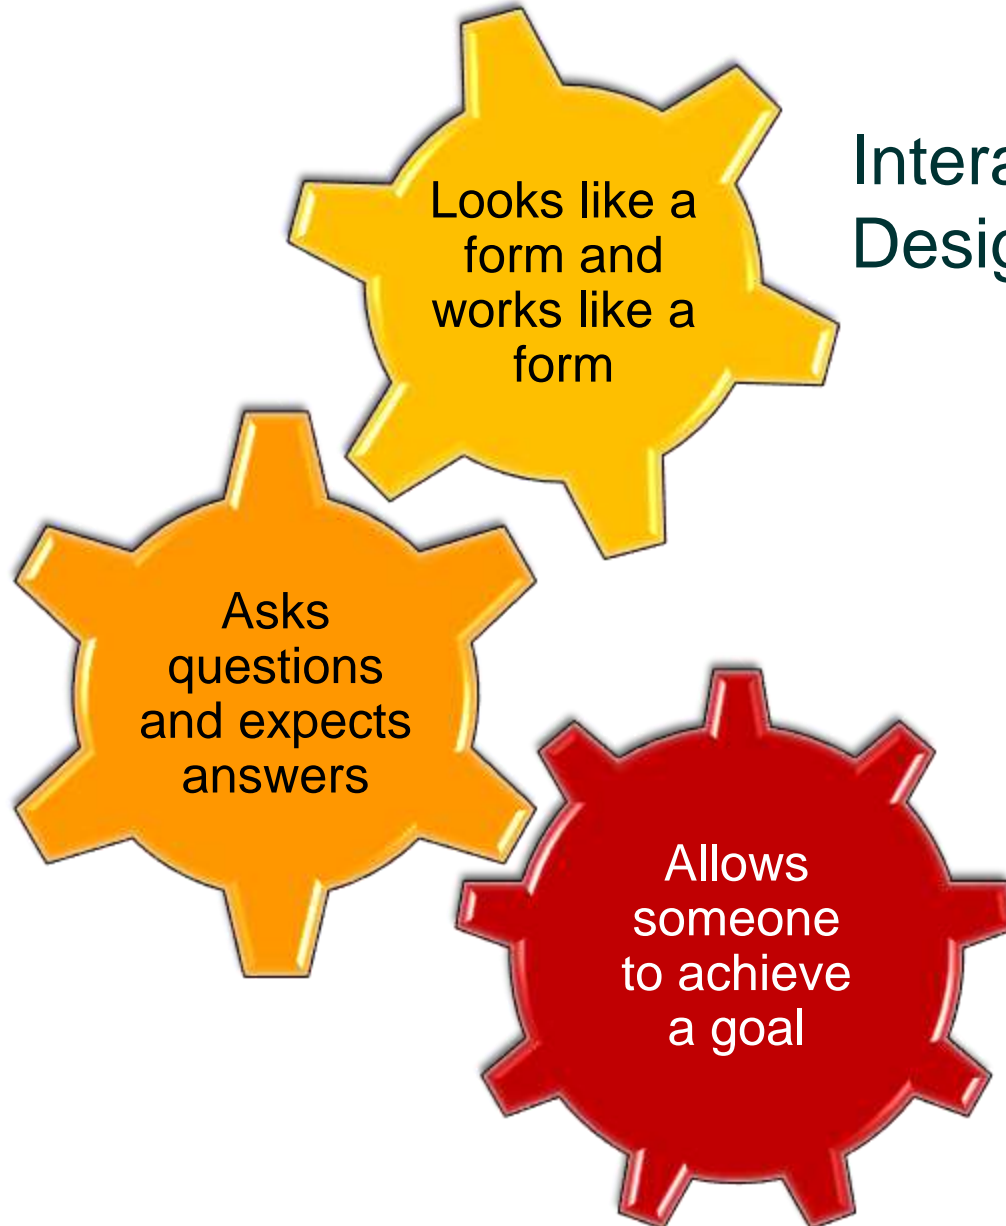 Looks like a
form and
works like a
form
Asks
questions
and expects
answers
Allows
someone
to achieve
a goal